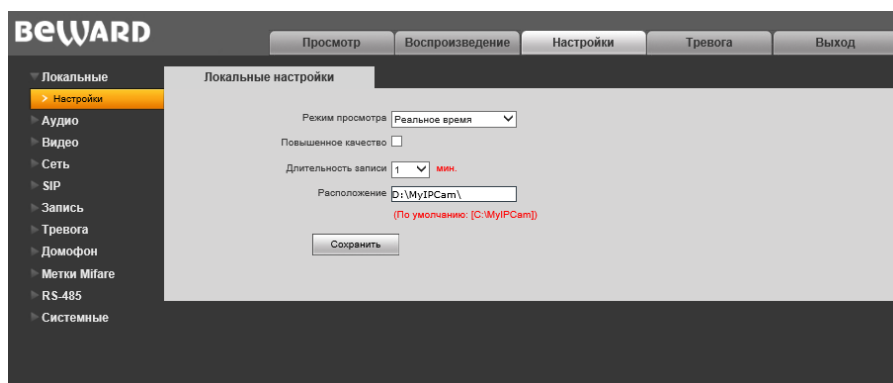 BEWARD
Просмотр Воспроизведение Настройки Тревога Выход
Локальные
> Настройки
Аудио
Видео
Сеть
SIP
Запись
Тревога
Домофон
Метки Mifare
RS-485
Системные
Локальные настройки
Режим просмотра Реальное время
Повышенное качество
Длительность записи 1 мин.
Расположение D:\MyIPCam\
(По умолчанию: [C:\MyIPCam])
Сохранить